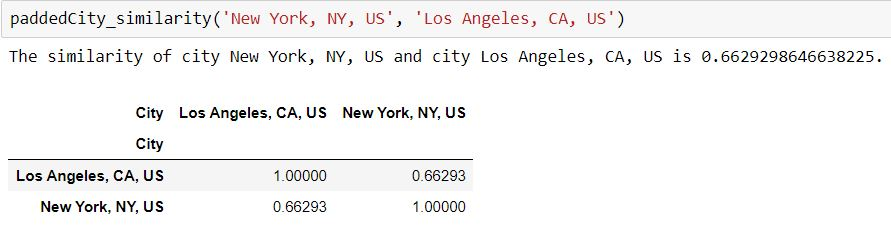 paddedCity_similarity('New York, NY, US', 'Los Angeles, CA, US')
The similarity of city New York, NY, US and city Los Angeles, CA, US is 0.6629298646638225.
City Los Angeles, CA, US New York, NY, US
City
Los Angeles, CA, US 1.00000 0.66293
New York, NY, US 0.66293 1.00000